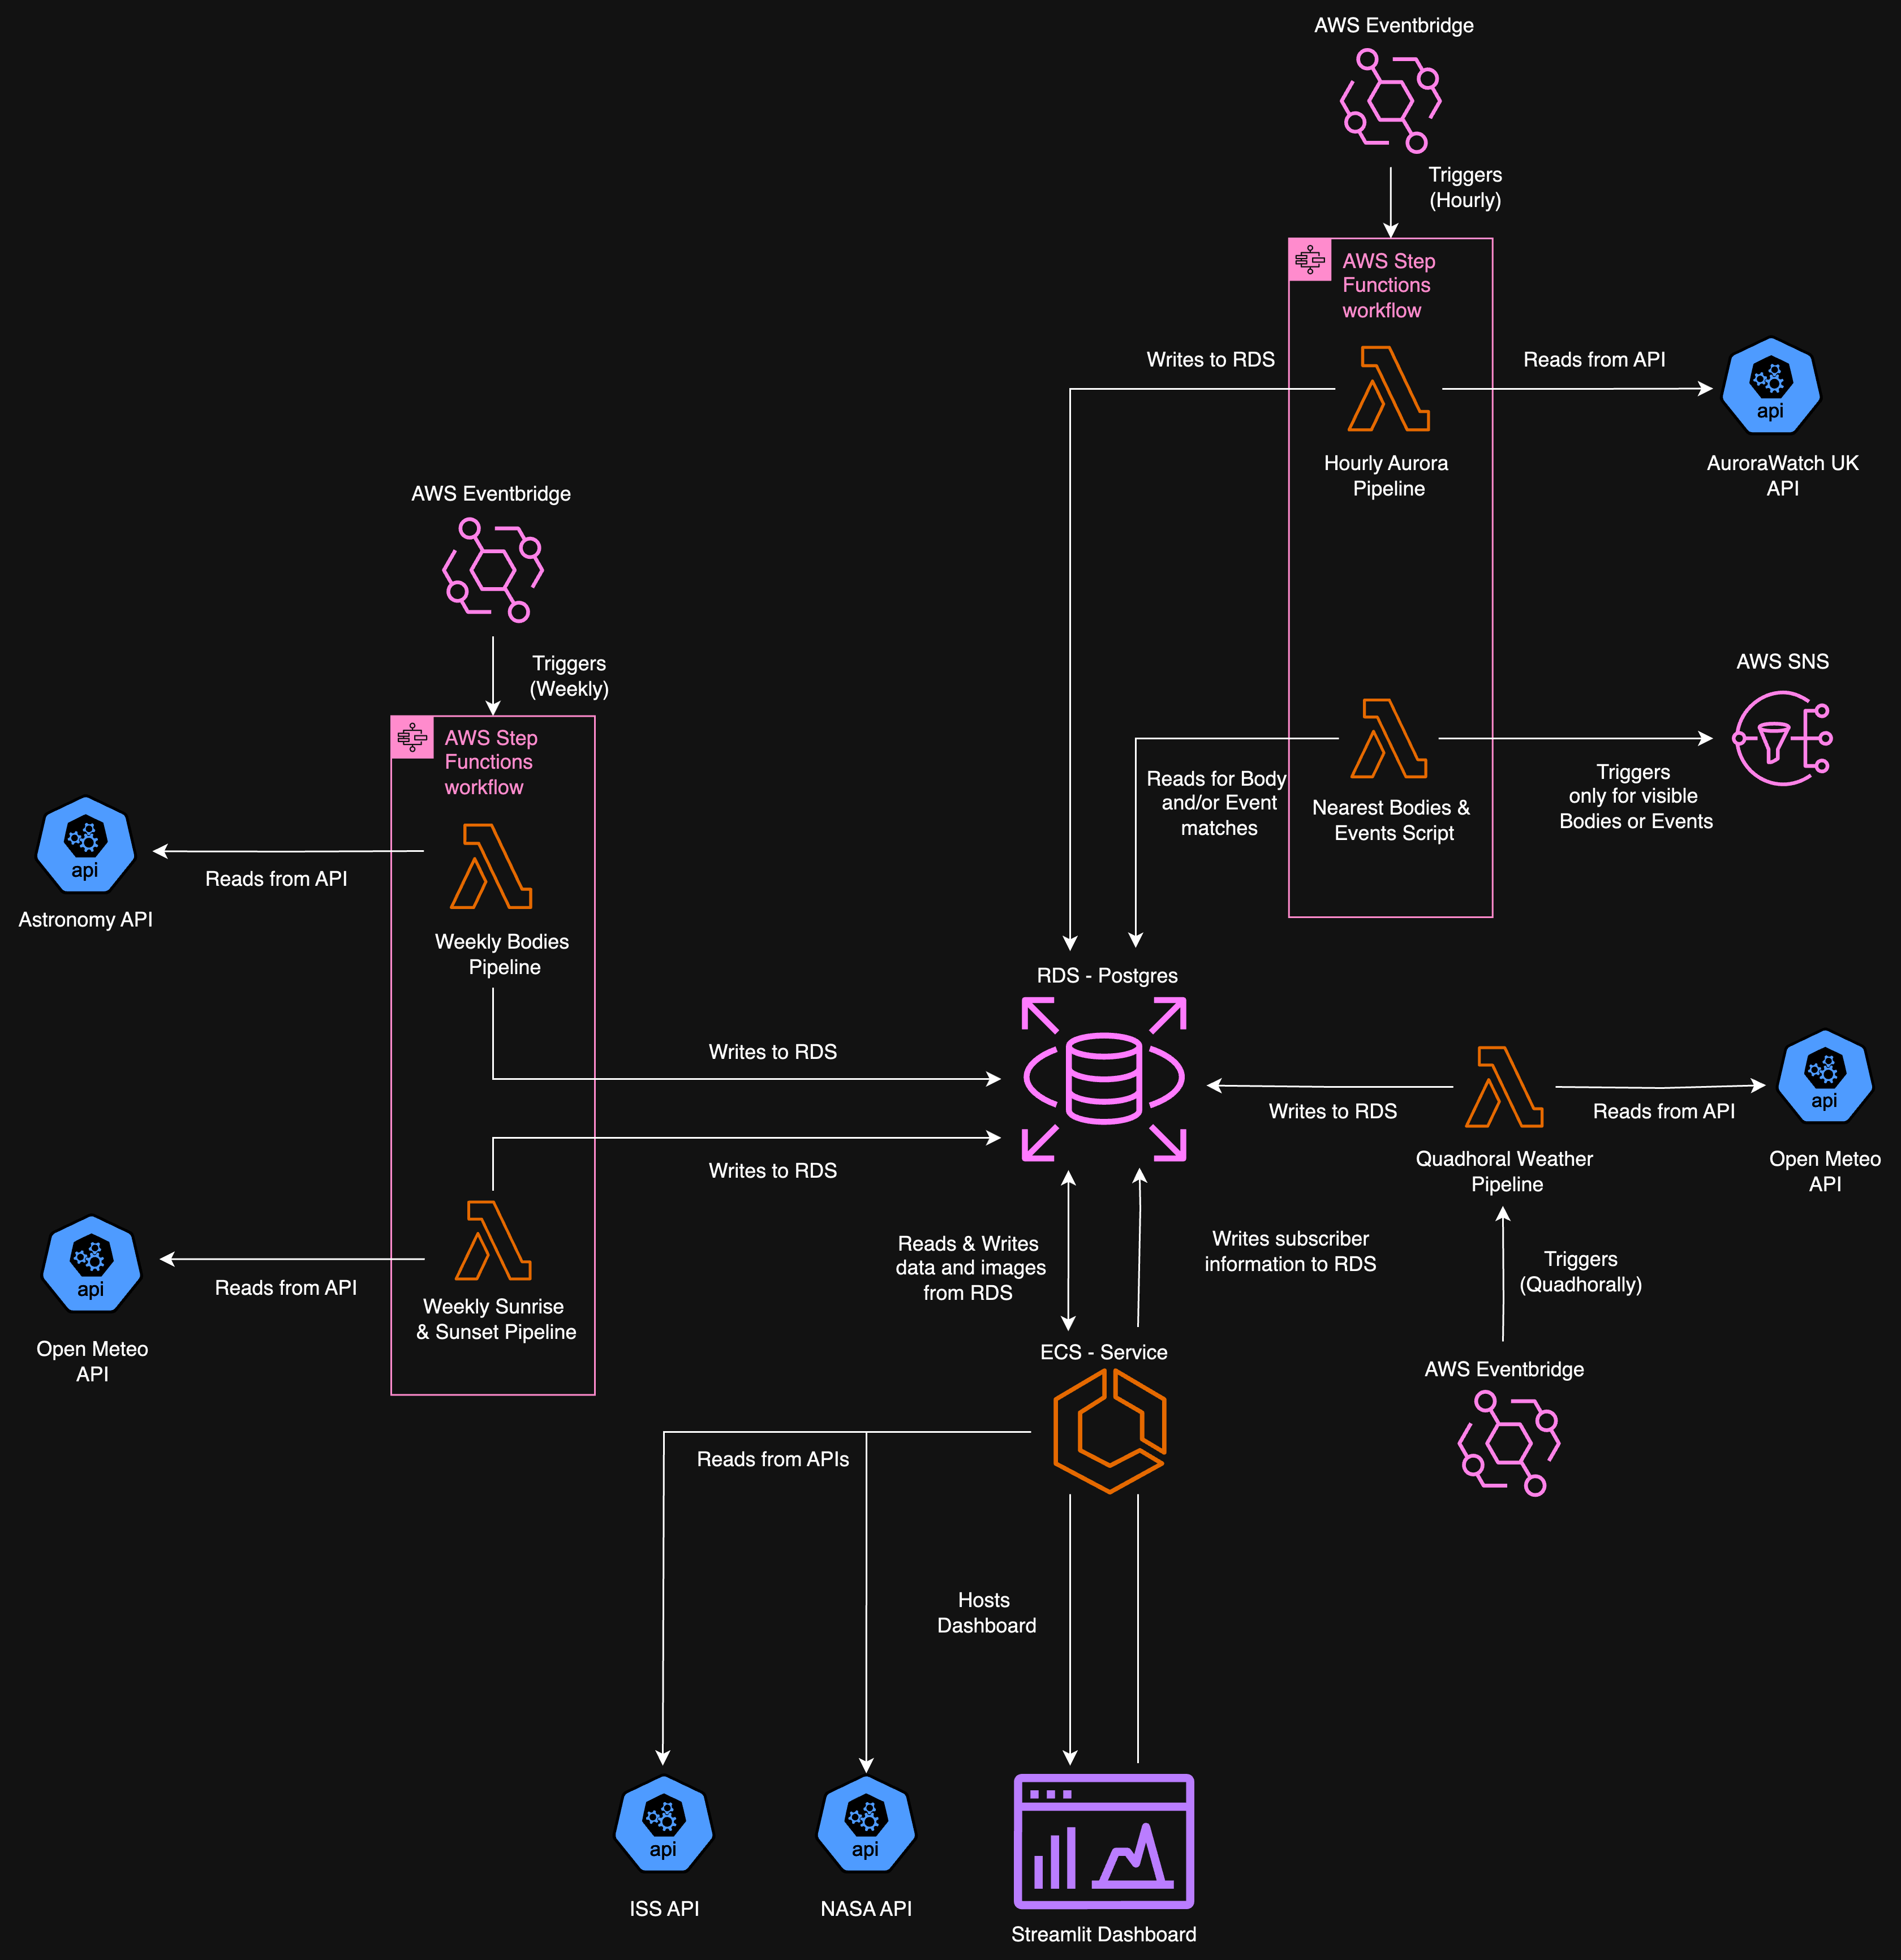 AWS Eventbridge
Triggers
(Hourly)
AWS Step
Functions
workflow
Writes to RDS
Reads from API
api
Hourly Aurora
Pipeline
AuroraWatch UK
API
AWS Eventbridge
Triggers
(Weekly)
AWS SNS
AWS Step
Functions
workflow
Reads for Body
and/or Event
matches
Nearest Bodies &
Events Script
Triggers
only for visible
Bodies or Events
api
Reads from API
Astronomy API
Weekly Bodies
Pipeline
RDS - Postgres
Writes to RDS
Writes to RDS
Writes to RDS
Reads from API
api
Quadhoral Weather
Pipeline
Open Meteo
API
Reads & Writes
data and images
from RDS
Writes subscriber
information to RDS
Triggers
(Quadhorally)
api
Reads from API
Weekly Sunrise
& Sunset Pipeline
Open Meteo
API
ECS - Service
AWS Eventbridge
Reads from APIs
Hosts
Dashboard
api
api
ISS API
NASA API
Streamlit Dashboard